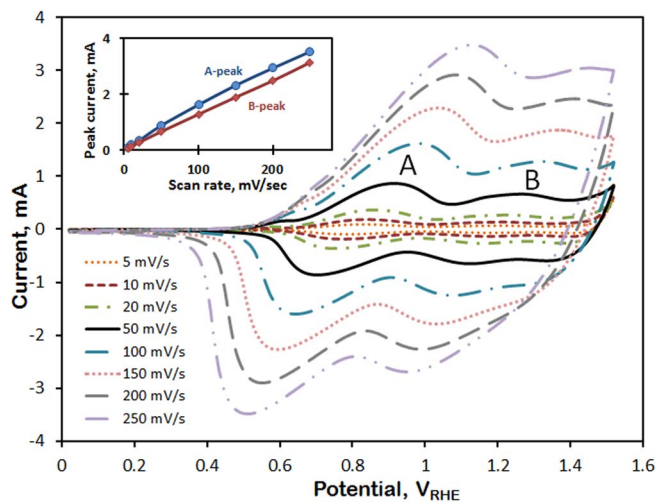 4
3
2
1
0
-1
-2
-3
-4
Current, mA
4
3
2
1
0
Peak current, mA
A-peak
B-peak
0 100 200
Scan rate, mV/sec
A
B
5 mV/s
10 mV/s
20 mV/s
50 mV/s
100 mV/s
150 mV/s
200 mV/s
250 mV/s
0 0.2 0.4 0.6 0.8 1 1.2 1.4 1.6
Potential, VRHE